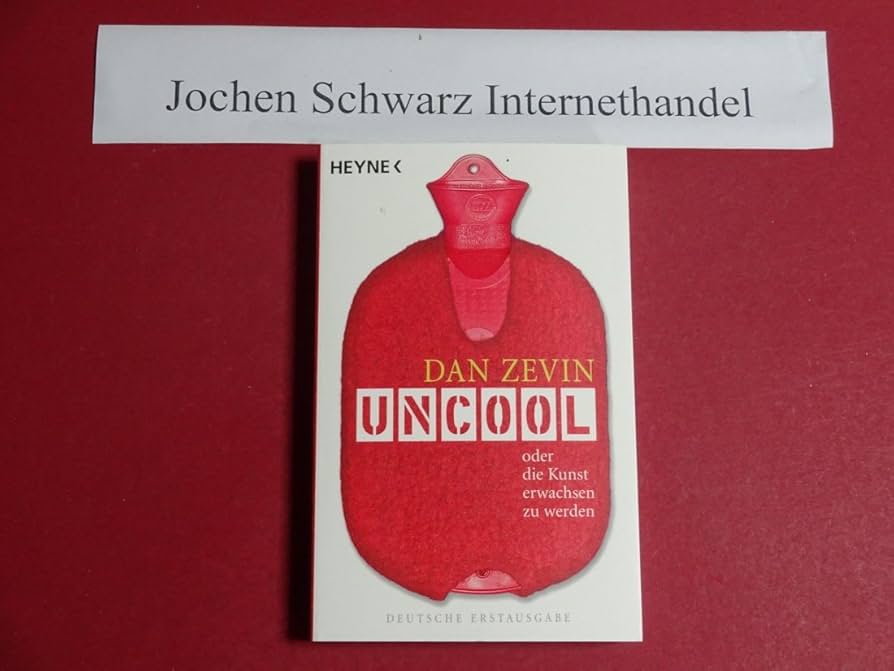 Jochen Schwarz Internethandel
HEYNE<
DAN ZEVIN
UNCOOL
oder
die Kunst
erwachsen
zu werden
DEUTSCHE ERSTAUSGABE